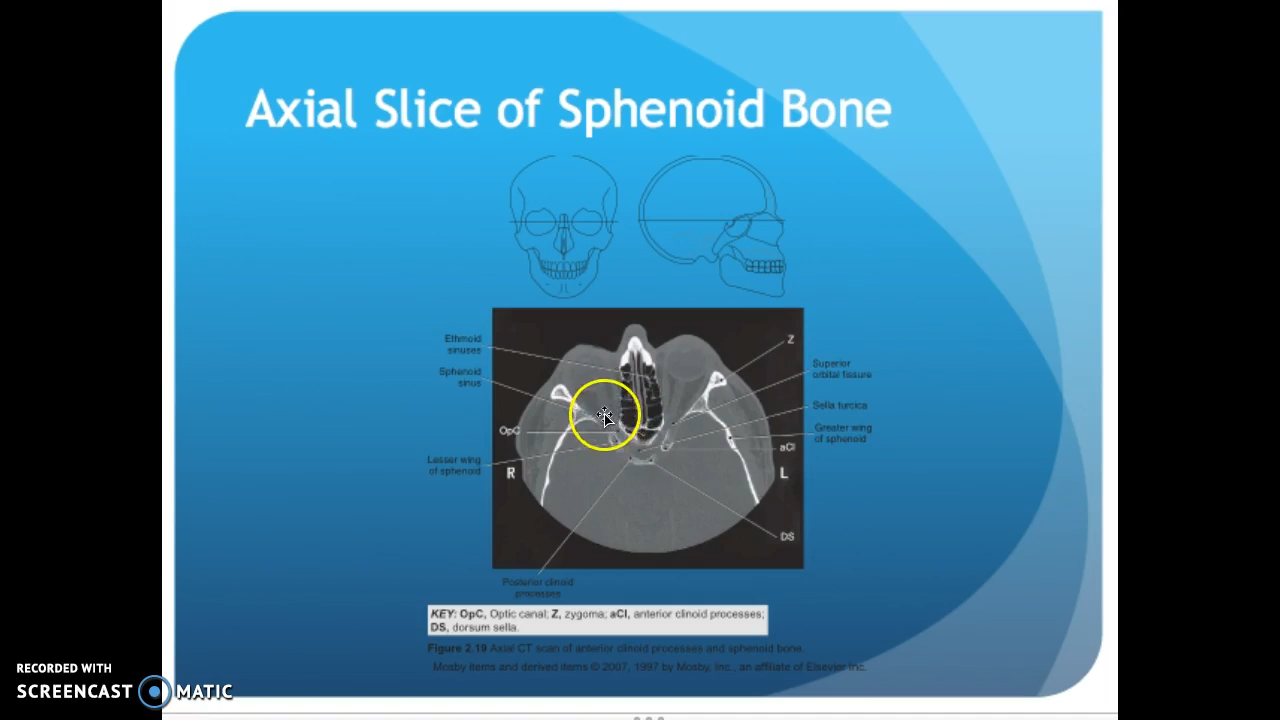 Axial Slice of Sphenoid Bone
Ethmoid
sinuses
Z
Superior
orbital fissure
Sphenoid
sinus
Sella turcica
OpC
Greater wing
of sphenoid
aCl
Lesser wing
of sphenoid
R
L
DS
Posterior clinoid
processes
KEY: OpC, Optic canal; Z, zygoma; aCl, anterior clinoid processes;
DS, dorsum sella.
Figure 2.19 Axial CT scan of anterior clinoid processes and sphenoid bone.
Mosby items and derived items © 2007, 1997 by Mosby, Inc., an affiliate of Elsevier Inc.
RECORDED WITH
SCREENCAST MATIC